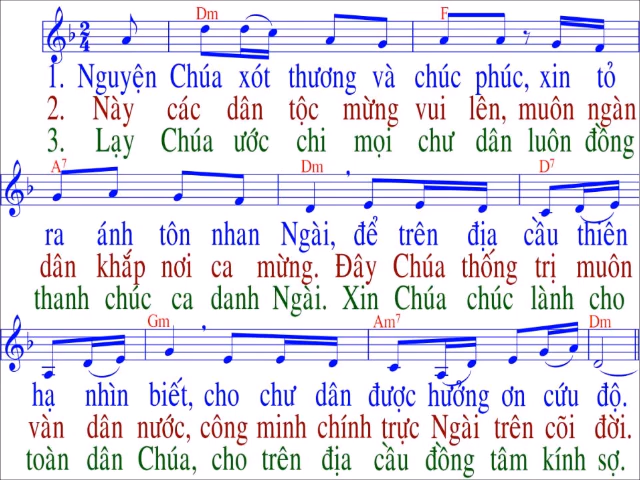 Dm F
2
4
1. Nguyện Chúa xót thương và chúc phúc, xin tỏ
2. Này các dân tộc mừng vui lên, muôn ngàn
3. Lạy Chúa ước chi mọi chư dân luôn đồng
A7 Dm D7
ra ánh tôn nhan Ngài, để trên địa cầu thiên
dân khắp nơi ca mừng. Đây Chúa thống trị muôn
thanh chúc ca danh Ngài. Xin Chúa chúc lành cho
Gm Am7 Dm
hạ nhìn biết, cho chư dân được hưởng ơn cứu độ.
vàn dân nước, công minh chính trực Ngài trên cõi đời.
toàn dân Chúa, cho trên địa cầu đồng tâm kính sợ.